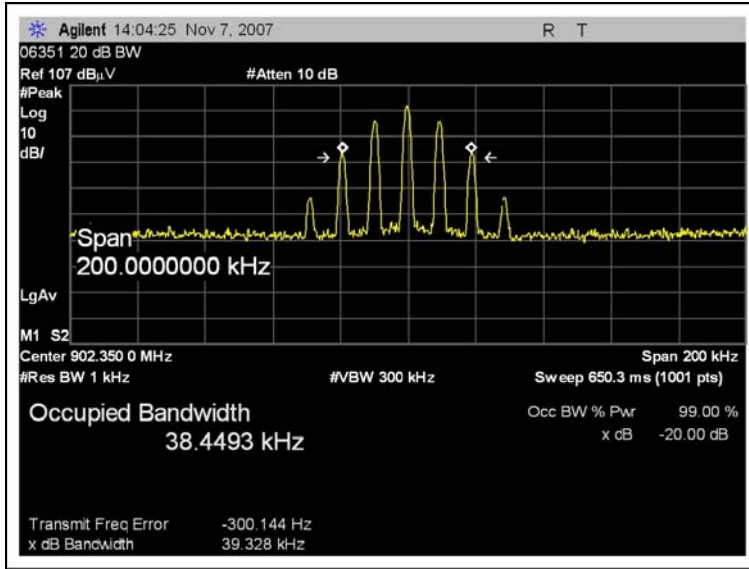 Agilent 14:04:25 Nov 7, 2007 R T
06351 20 dB BW
Ref 107 dBµV #Atten 10 dB
#Peak
Log
10
dB/
Span
200.0000000 kHz
LgAv
M1 S2
Center 902.350 0 MHz Span 200 kHz
#Res BW 1 kHz #VBW 300 kHz Sweep 650.3 ms (1001 pts)
Occupied Bandwidth Occ BW % Pwr 99.00 %
38.4493 kHz x dB -20.00 dB
Transmit Freq Error -300.144 Hz
x dB Bandwidth 39.328 kHz